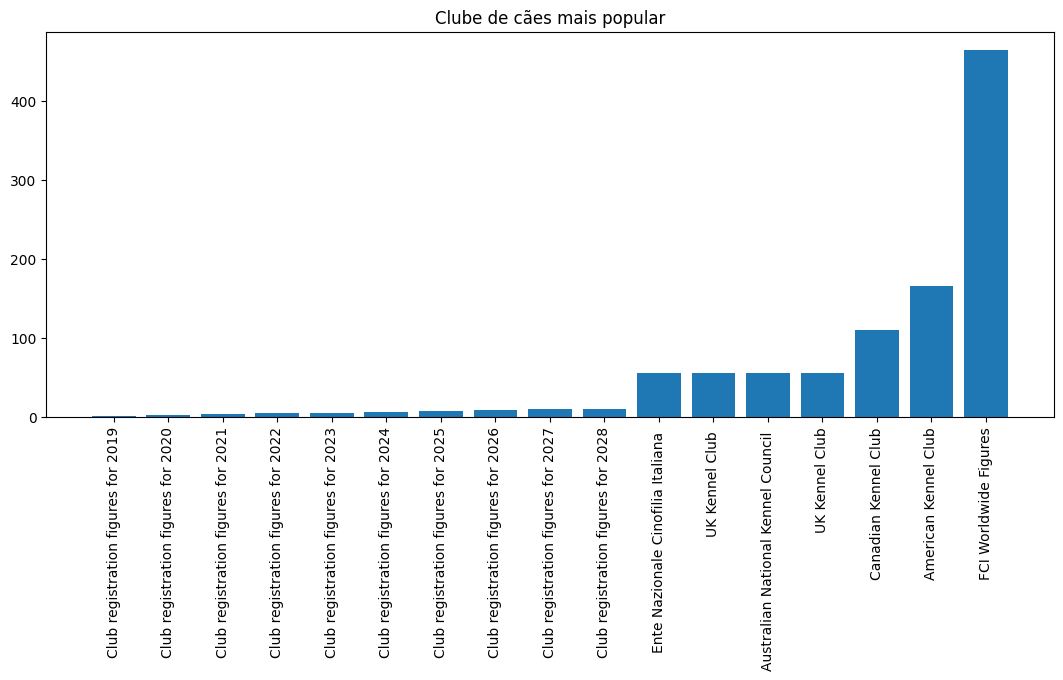 Clube de cães mais popular
400
300
200
100
0
Club registration figures for 2019
Club registration figures for 2020
Club registration figures for 2021
Club registration figures for 2022
Club registration figures for 2023
Club registration figures for 2024
Club registration figures for 2025
Club registration figures for 2026
Club registration figures for 2027
Club registration figures for 2028
Ente Nazionale Cinofilia Italiana
UK Kennel Club
Australian National Kennel Council
UK Kennel Club
Canadian Kennel Club
American Kennel Club
FCI Worldwide Figures